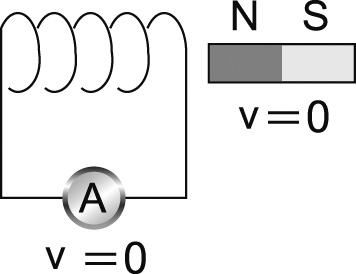 N S
v = 0
A
v = 0